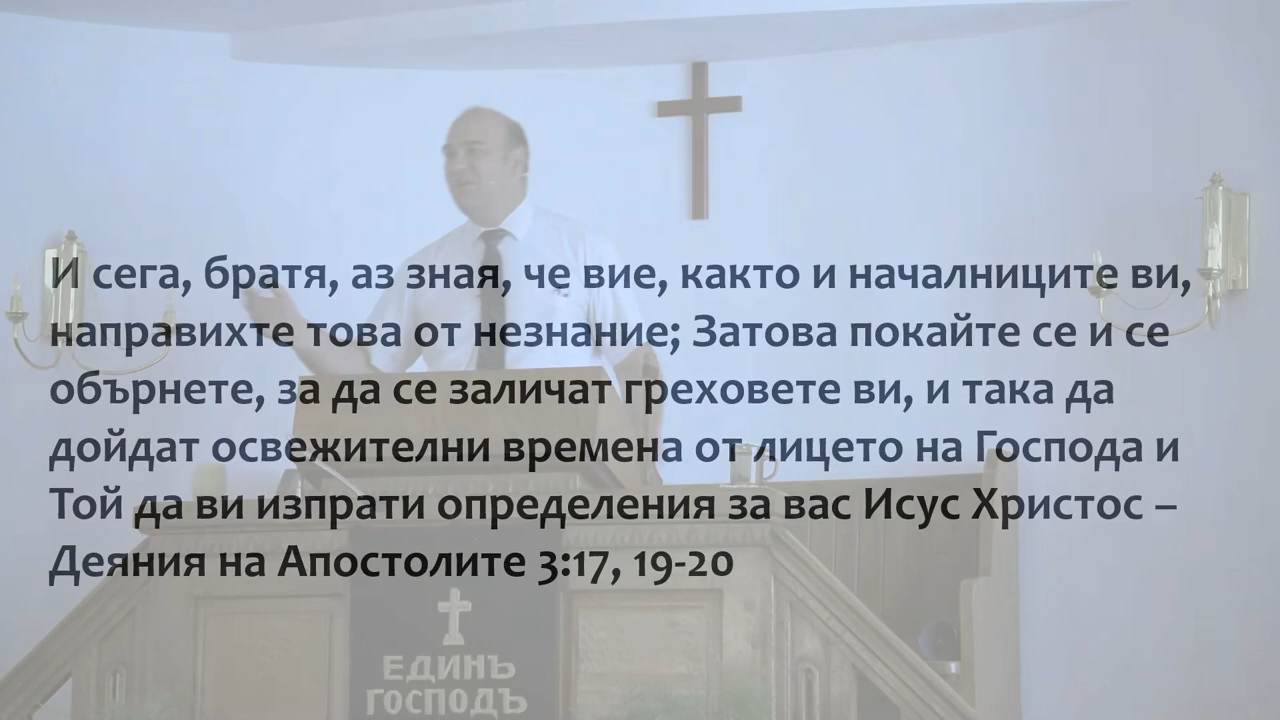 И сега, братя, аз зная, че вие, както и началниците ви,
направихте това от незнание; Затова покайте се и се
обърнете, за да се заличат греховете ви, и така да
дойдат освежителни времена от лицето на Господа и
Той да ви изпрати определения за вас Исус Христос –
Деяния на Апостолите 3:17, 19-20
ЕДИНЪ
ГОСПОДЪ